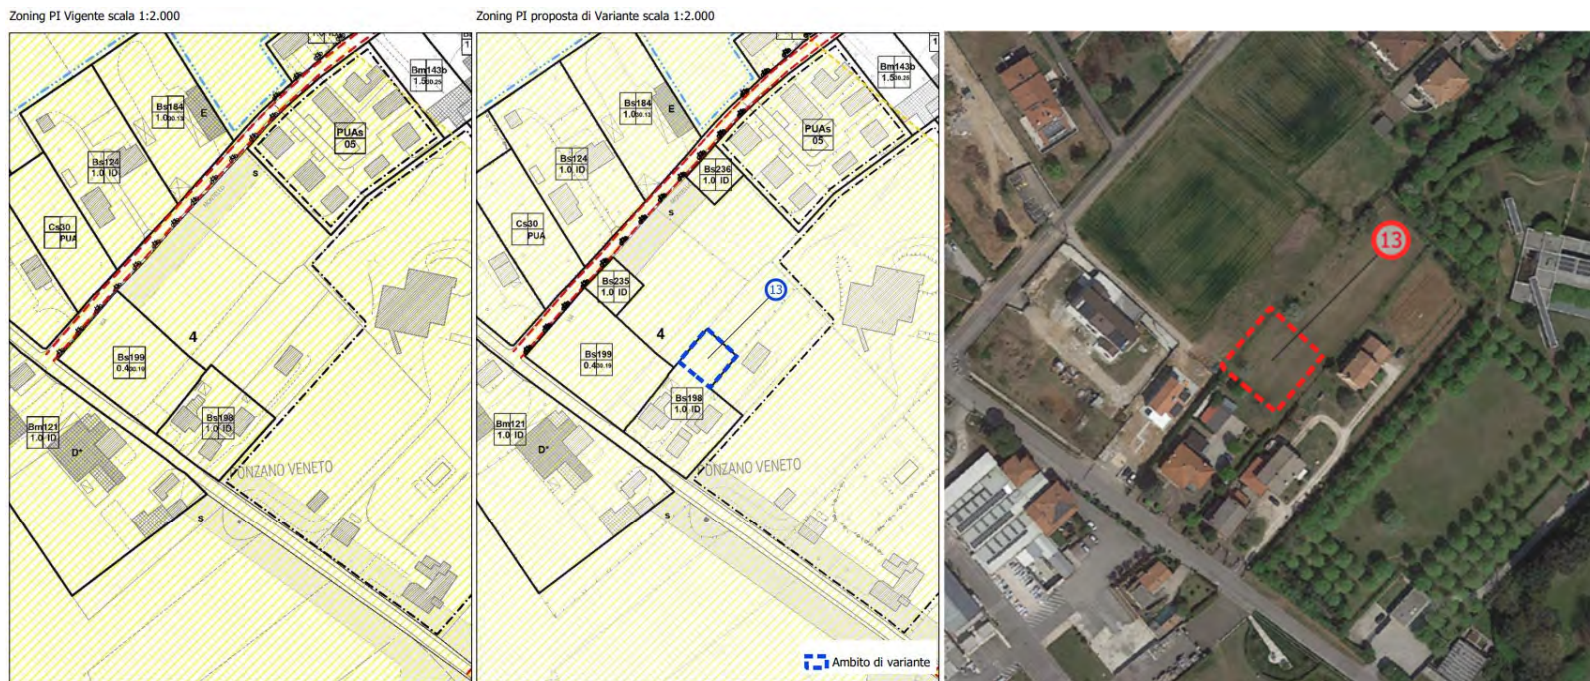 Zoning PI Vigente scala 1:2.000
Bs184
1.0
E
Bm143b
1.5
PUAs
05
Bs124
1.0 ID
S
MONTELLO
Cs30
PUA
VIA
4
Bs199
0.4
Bs198
1.0 ID
Bm121
1.0 ID
D*
PONZANO VENETO
S
Zoning PI proposta di Variante scala 1:2.000
Bs184
1.0
E
Bm143b
1.5
PUAs
05
Bs236
1.0 ID
Bs124
1.0 ID
S
Cs30
PUA
Bs235
1.0 ID
13
4
Bs199
0.4
Bs198
1.0 ID
Bm121
1.0 ID
D*
PONZANO VENETO
S
Ambito di variante
13